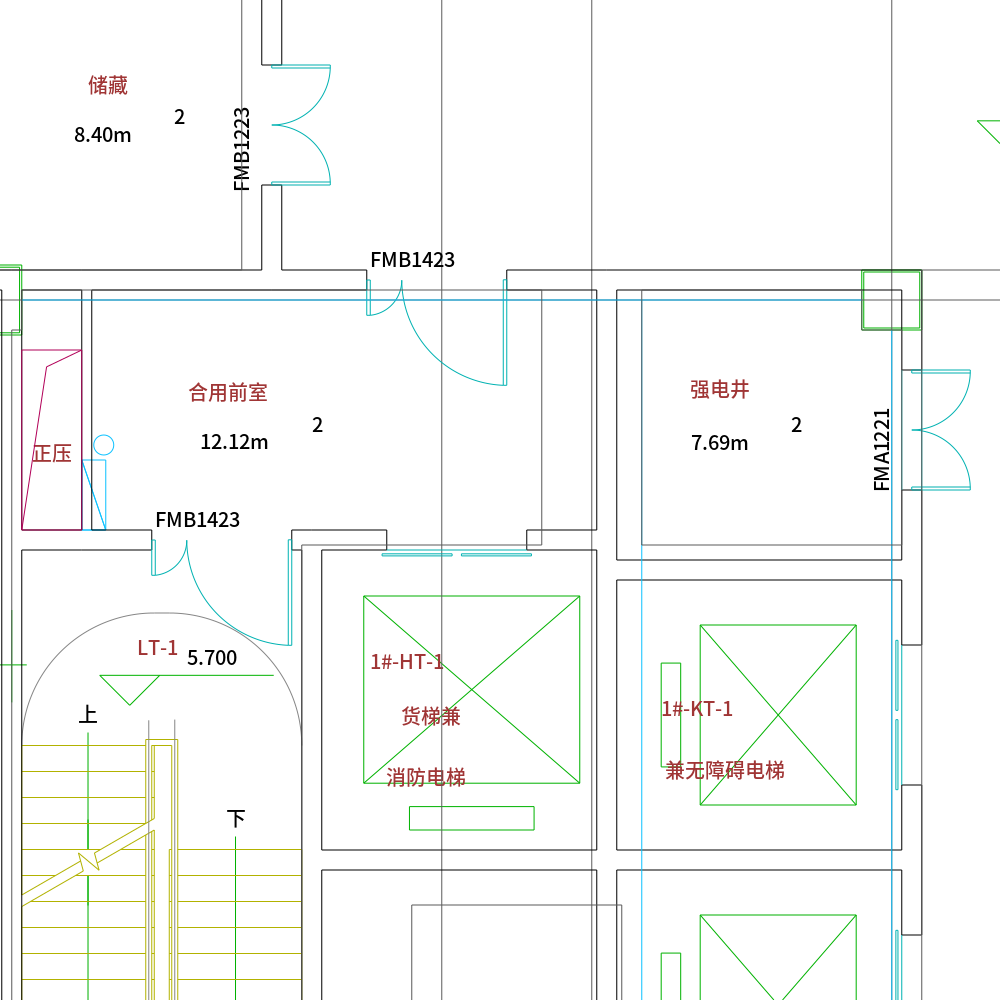 储藏
2
8.40m
FMB1223
FMB1423
合用前室
2
12.12m
强电井
2
7.69m
FMA1221
正压
FMB1423
LT-1
5.700
上
下
1#-HT-1
货梯兼
消防电梯
1#-KT-1
兼无障碍电梯